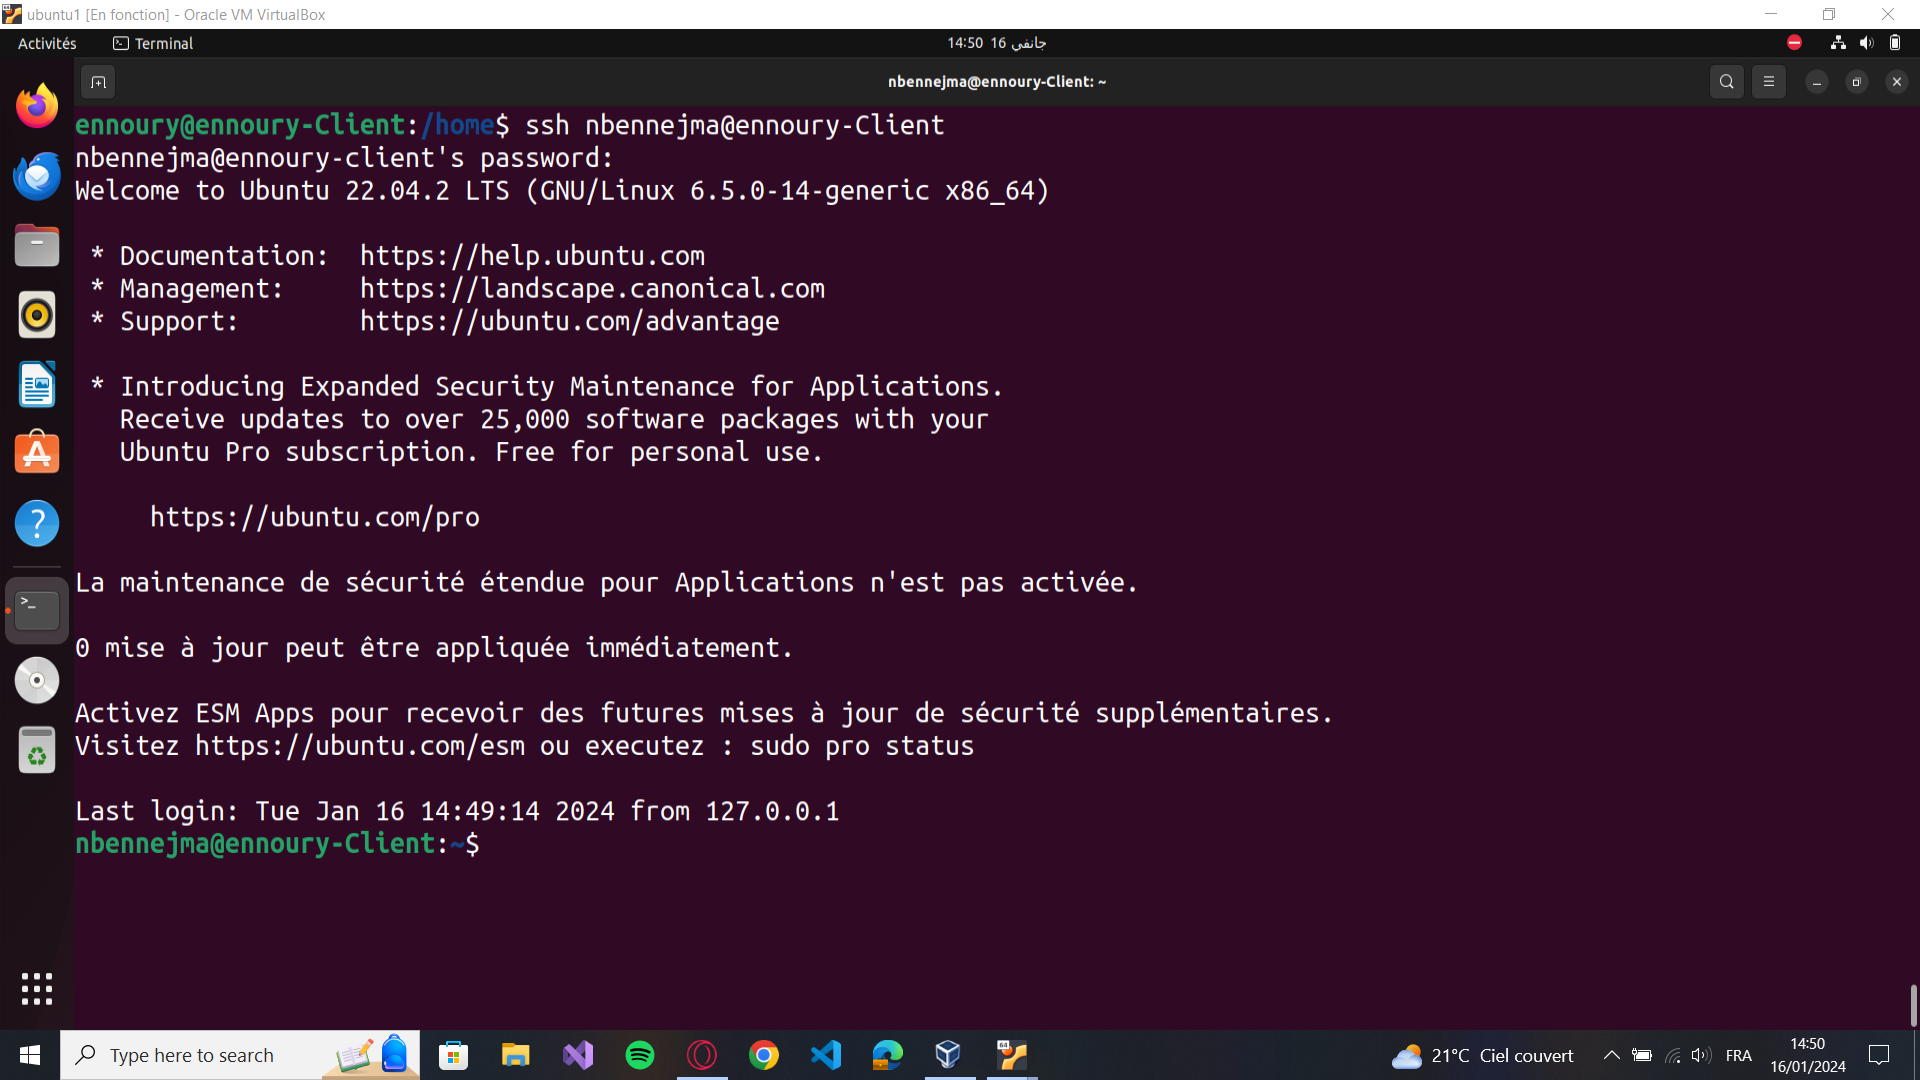 ubuntu1 [En fonction] - Oracle VM VirtualBox
Activités Terminal 14:50 16 جانفي
nbennejma@ennoury-Client: ~
ennoury@ennoury-Client:/home$ ssh nbennejma@ennoury-Client
nbennejma@ennoury-client's password:
Welcome to Ubuntu 22.04.2 LTS (GNU/Linux 6.5.0-14-generic x86_64)
* Documentation: https://help.ubuntu.com
* Management: https://landscape.canonical.com
* Support: https://ubuntu.com/advantage
* Introducing Expanded Security Maintenance for Applications.
Receive updates to over 25,000 software packages with your
Ubuntu Pro subscription. Free for personal use.
https://ubuntu.com/pro
La maintenance de sécurité étendue pour Applications n'est pas activée.
0 mise à jour peut être appliquée immédiatement.
Activez ESM Apps pour recevoir des futures mises à jour de sécurité supplémentaires.
Visitez https://ubuntu.com/esm ou executez : sudo pro status
Last login: Tue Jan 16 14:49:14 2024 from 127.0.0.1
nbennejma@ennoury-Client:~$
Type here to search 21°C Ciel couvert FRA 14:50
16/01/2024